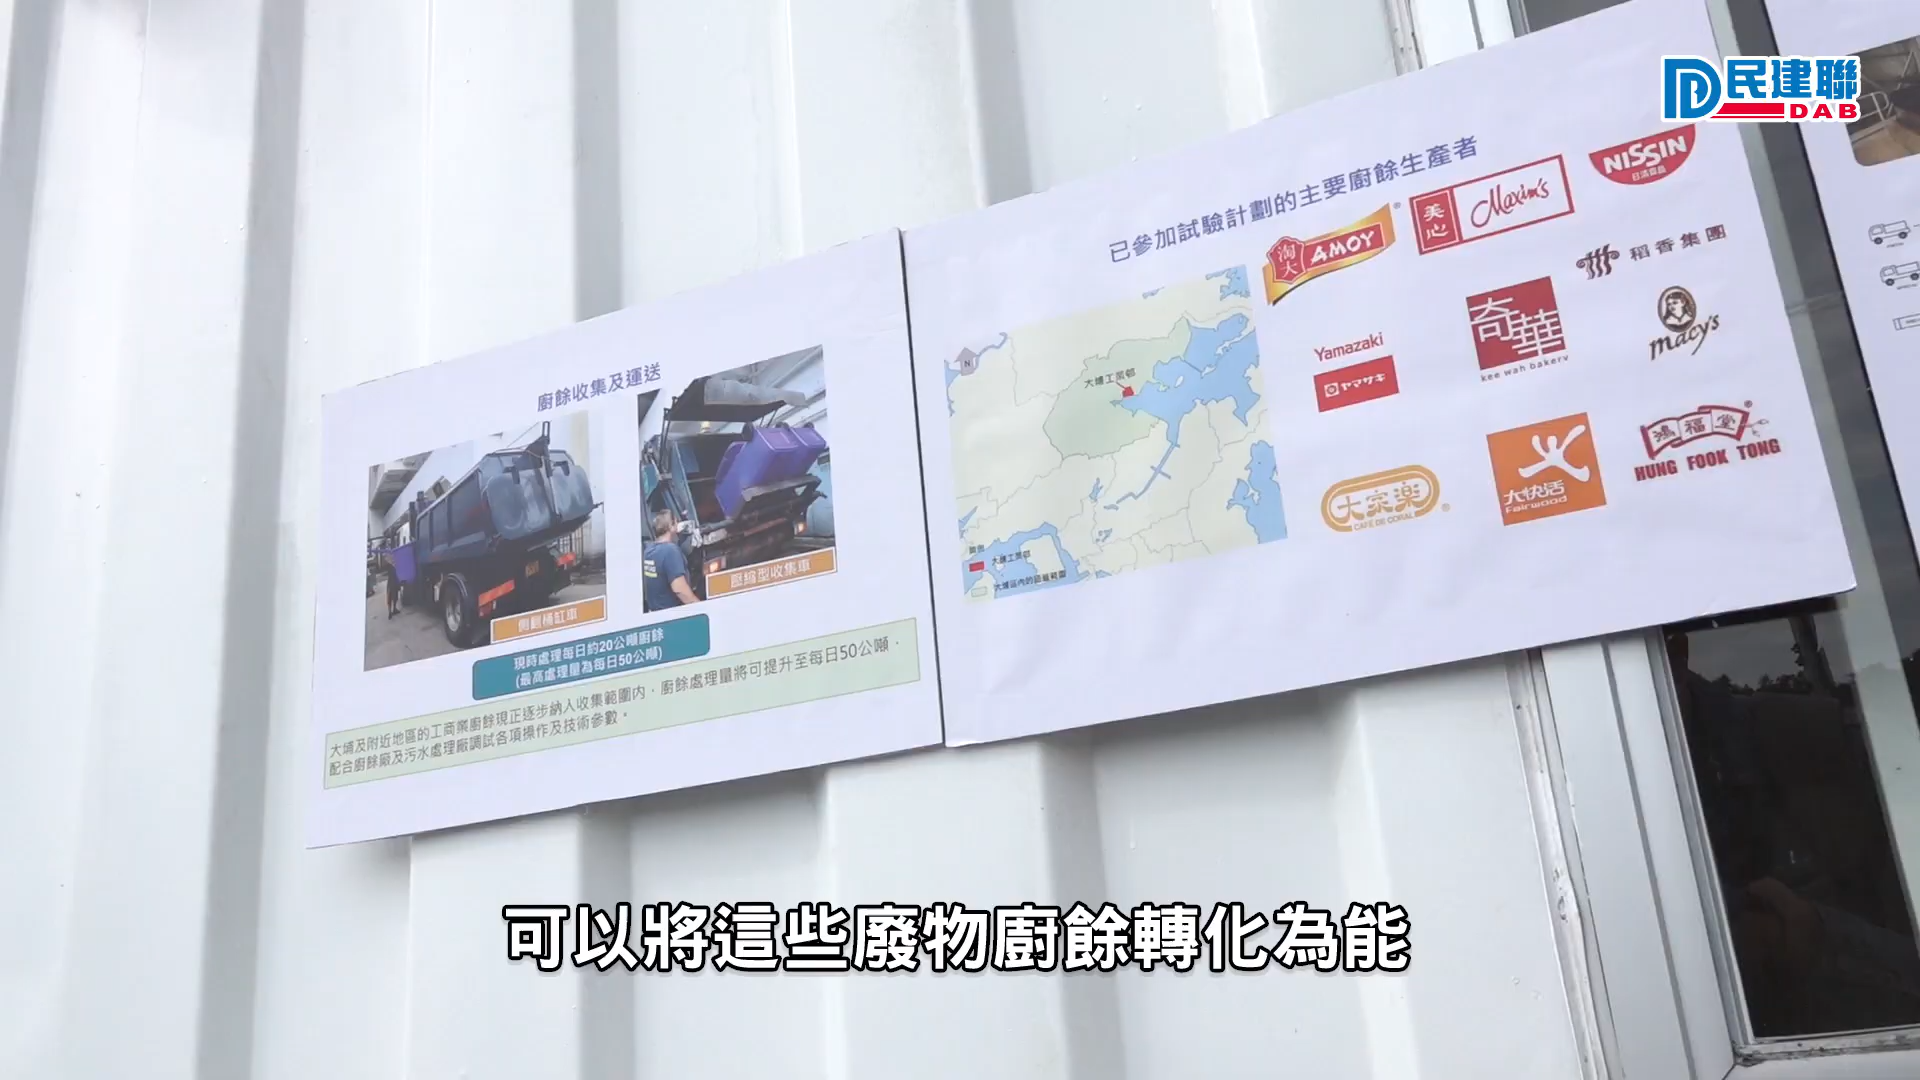 民建聯
DAB
廚餘收集及運送
側翻桶缸車
壓縮型收集車
現時處理每日約20公噸廚餘
(最高處理量為每日50公噸)
大埔及附近地區的工商業廚餘現正逐步納入收集範圍內，廚餘處理量將可提升至每日50公噸，
配合廚餘廠及污水處理廠調試各項操作及技術參數。
已參加試驗計劃的主要廚餘生產者
N
大埔工業邨
大埔工業邨
淘大
AMOY
美心
Maxim's
NISSIN
日清食品
稻香集團
Yamazaki
ヤマザキ
奇華
kee wah bakery
macy's
大家樂
CAFE DE CORAL
大快活
Fairwood
鴻福堂
HUNG FOOK TONG
可以將這些廢物廚餘轉化為能